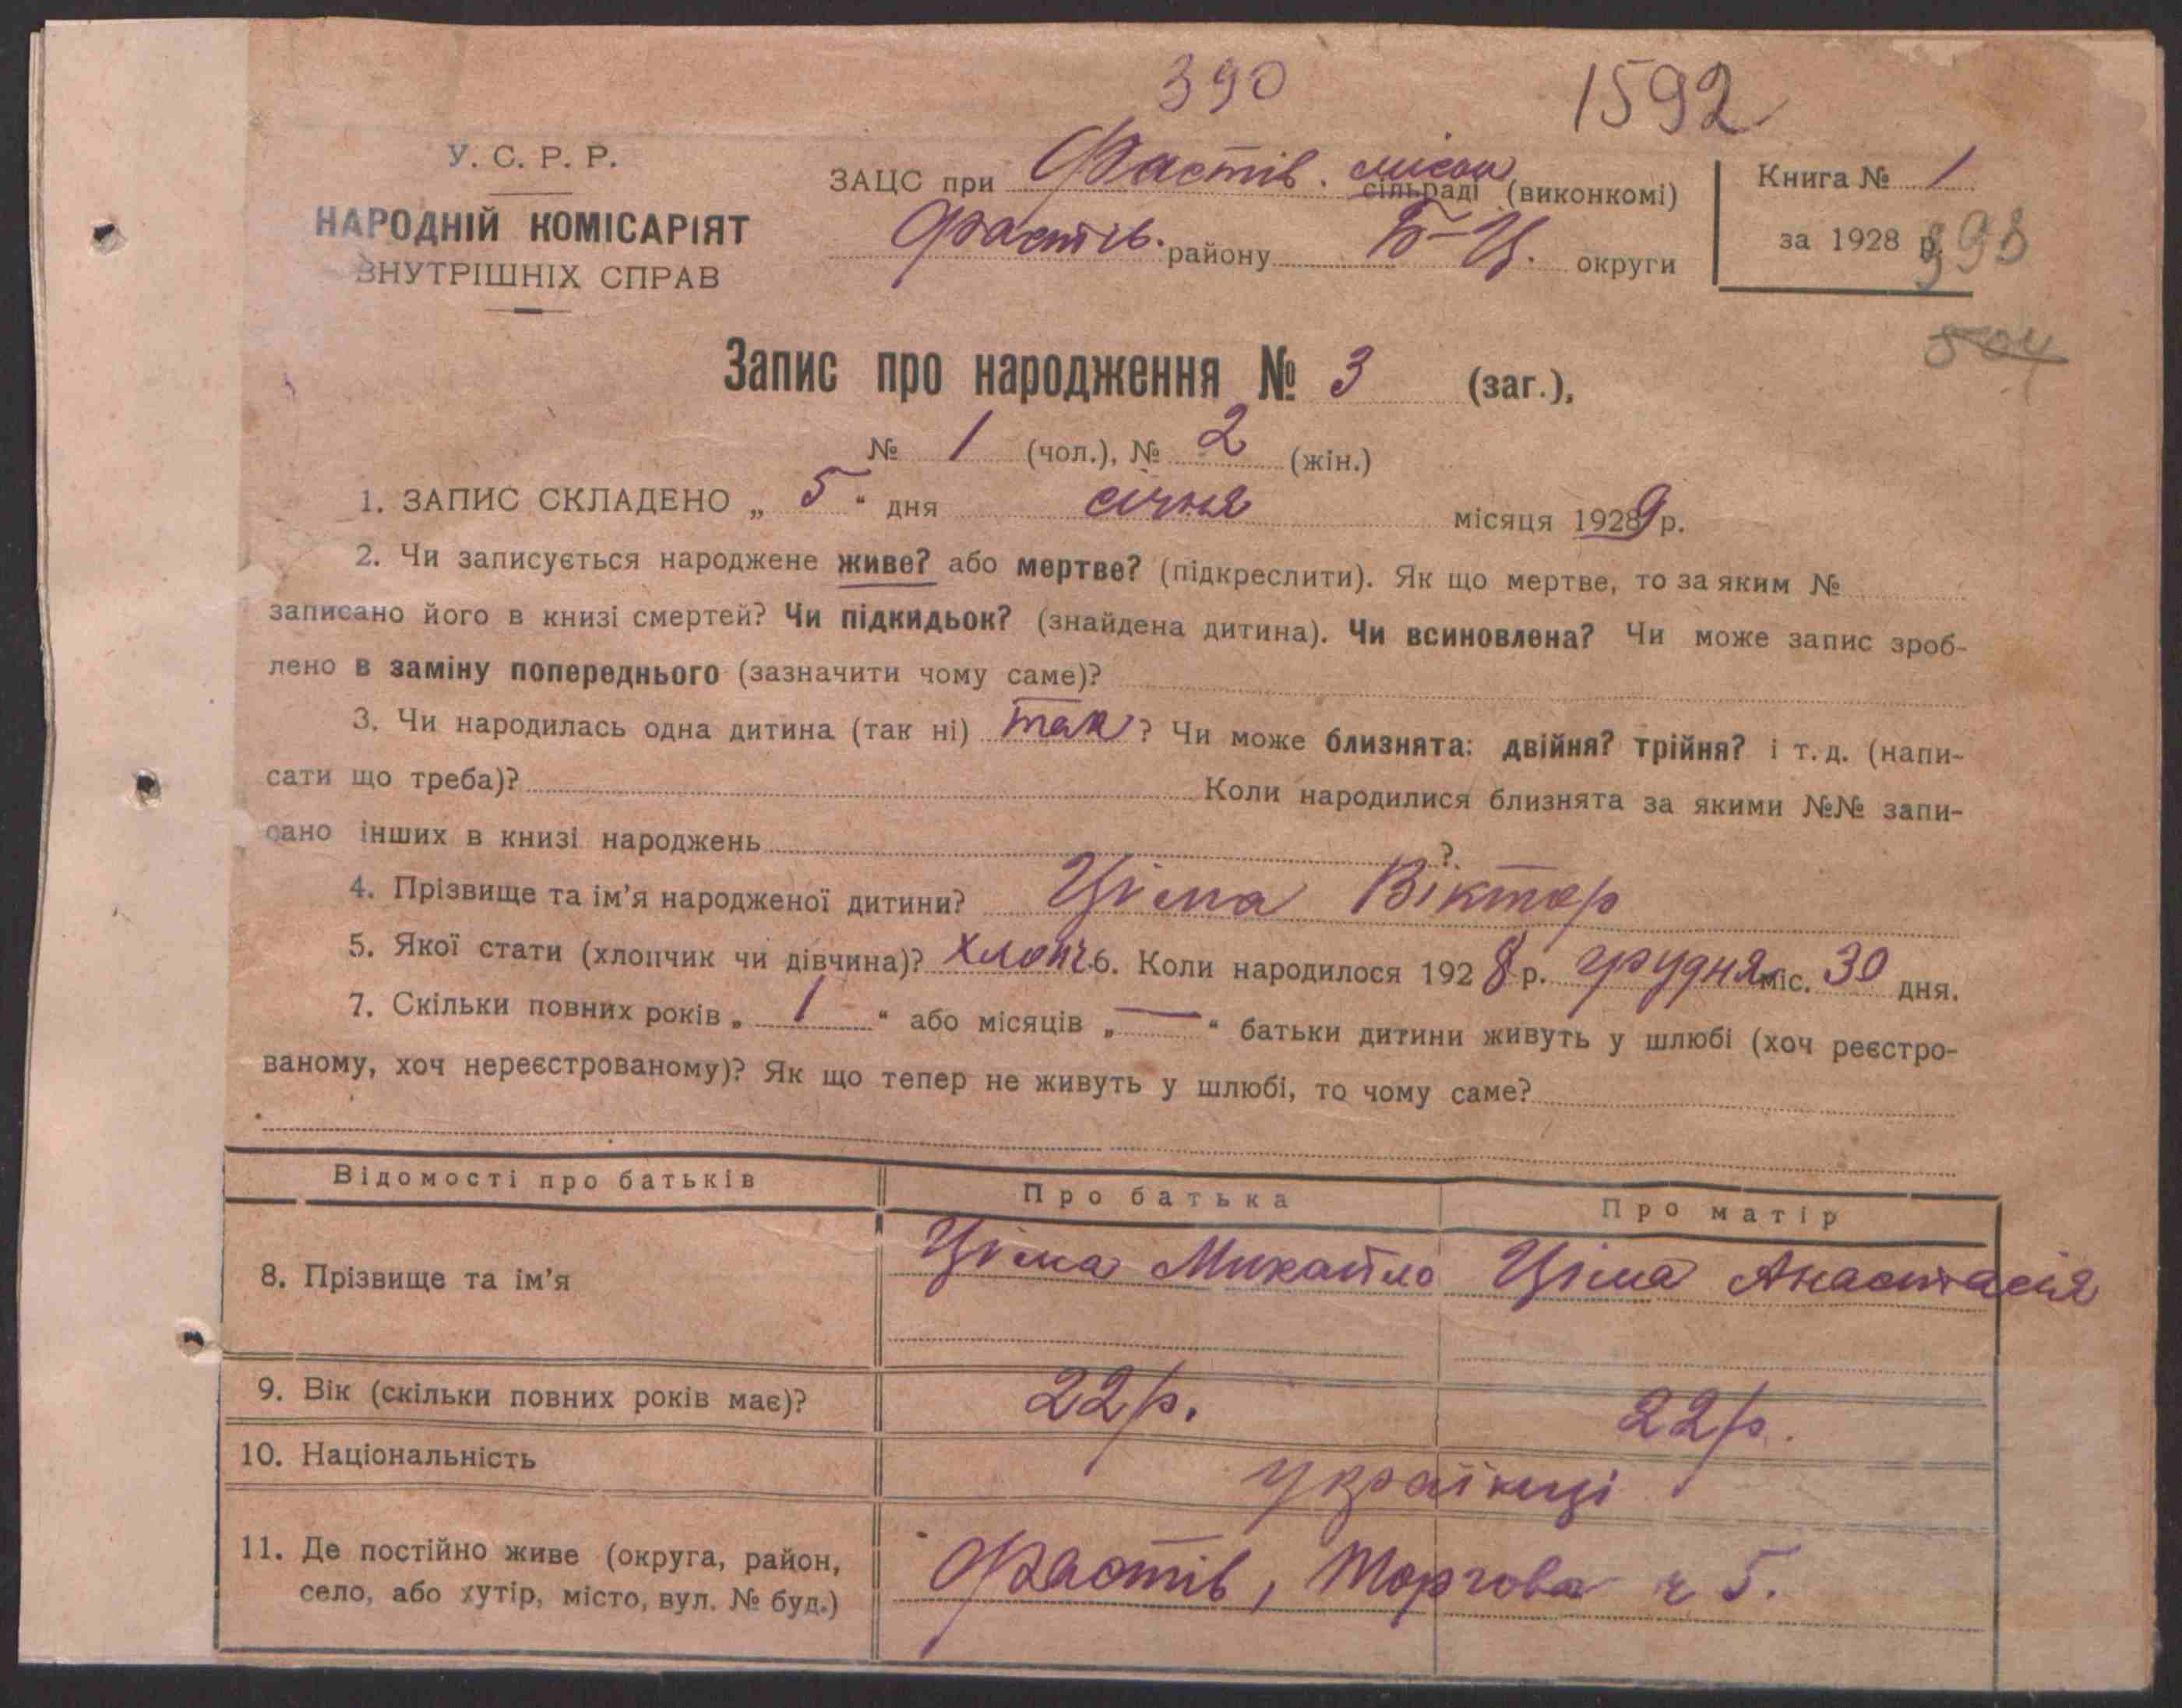 390
1592
У. С. Р. Р.
НАРОДНІЙ КОМІСАРІЯТ
ВНУТРІШНІХ СПРАВ
ЗАЦС при Фастів. міськ сільраді (виконкомі)
Фастів. району Б-Ц. округи
Книга № 1
за 1928 р.
393
504
Запис про народження № 3 (заг.),
№ 1 (чол.), № 2 (жін.)
1. ЗАПИС СКЛАДЕНО „ 5 “ дня січня місяця 1929 р.
2. Чи записується народжене живе? або мертве? (підкреслити). Як що мертве, то за яким №
записано його в книзі смертей? Чи підкидьок? (знайдена дитина). Чи всиновлена? Чи може запис зроб-
лено в заміну попереднього (зазначити чому саме)?
3. Чи народилась одна дитина (так ні) так? Чи може близнята: двійня? трійня? і т. д. (напи-
сати що треба)? Коли народилися близнята за якими №№ запи-
сано інших в книзі народжень ?
4. Прізвище та ім’я народженої дитини? Ціма Віктор
5. Якої стати (хлопчик чи дівчина)? хлопч. 6. Коли народилося 1928 р. грудня міс. 30 дня.
7. Скільки повних років „ 1 “ або місяців „ — “ батьки дитини живуть у шлюбі (хоч реєстро-
ваному, хоч нереєстрованому)? Як що тепер не живуть у шлюбі, то чому саме?
Відомості про батьків Про батька Про матір
8. Прізвище та ім’я Ціма Михайло Ціма Анастасія
9. Вік (скільки повних років має)? 22 р. 22 р.
10. Національність українці
11. Де постійно живе (округа, район, Фастів, Торгова ч 5.
село, або хутір, місто, вул. № буд.)